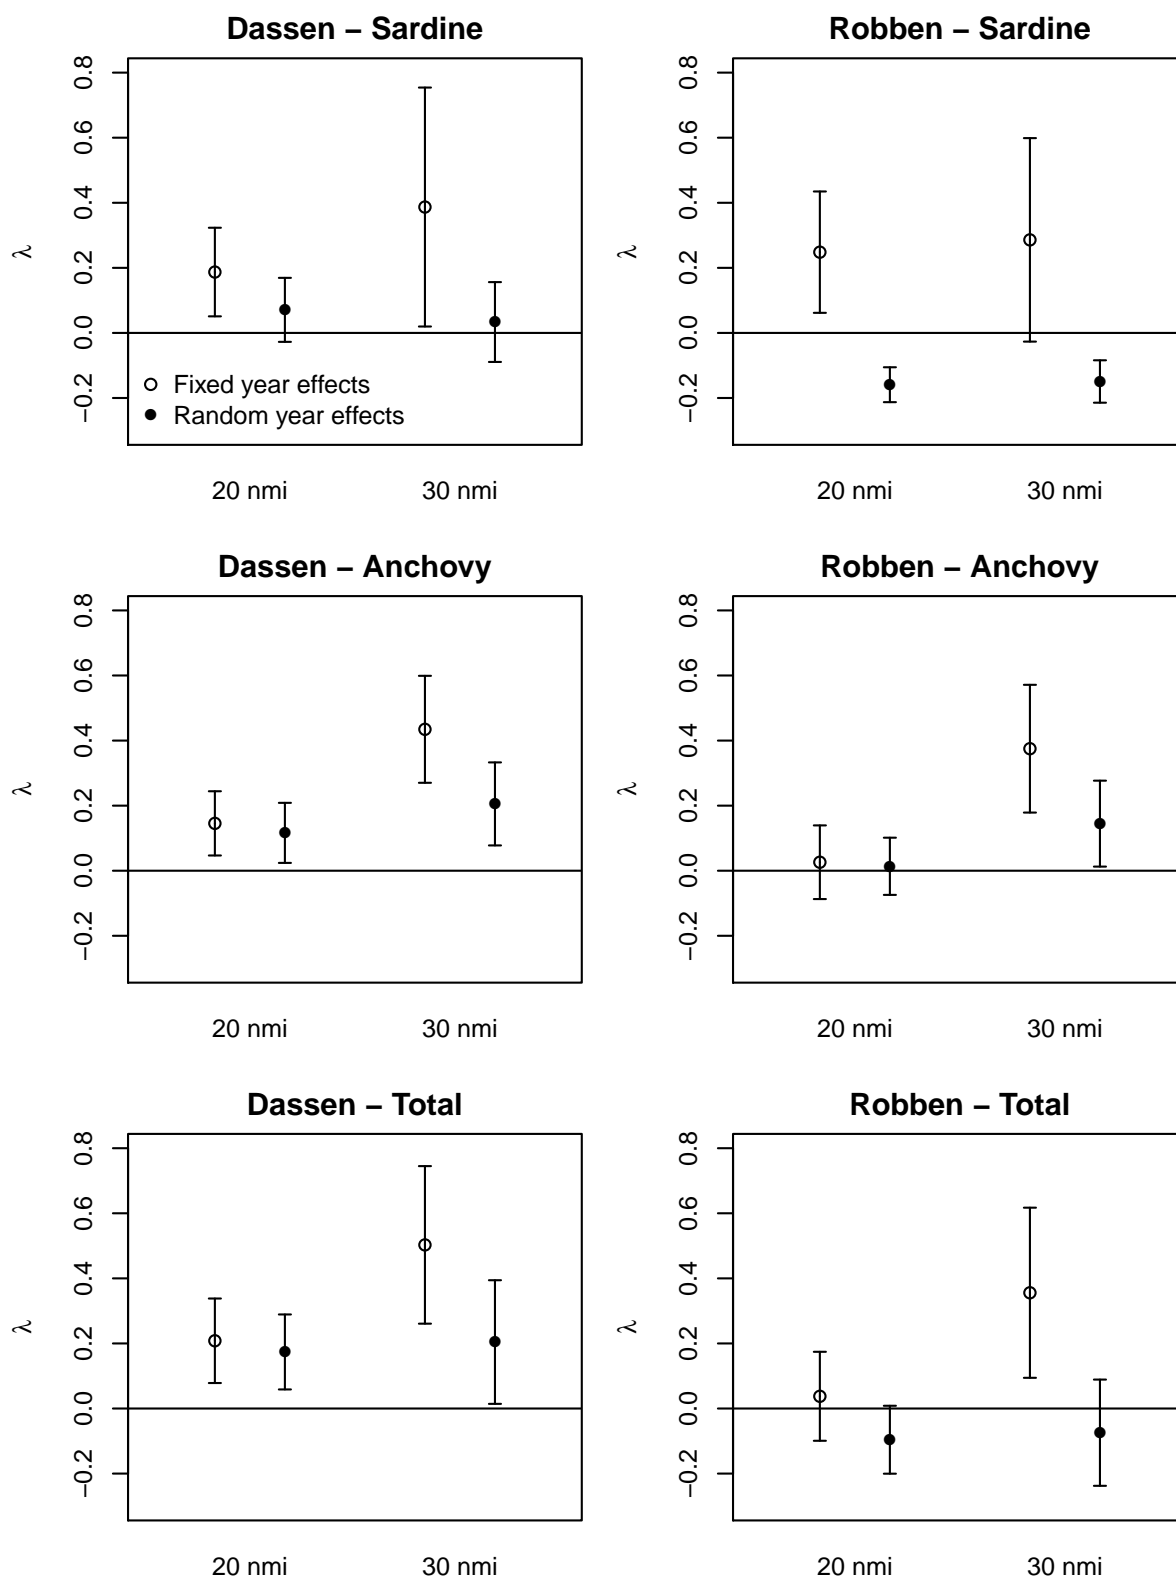 Dassen – Sardine
λ
0.8
0.6
0.4
0.2
0.0
−0.2
Fixed year effects
Random year effects
20 nmi 30 nmi
Robben – Sardine
λ
0.8
0.6
0.4
0.2
0.0
−0.2
20 nmi 30 nmi
Dassen – Anchovy
λ
0.8
0.6
0.4
0.2
0.0
−0.2
20 nmi 30 nmi
Robben – Anchovy
λ
0.8
0.6
0.4
0.2
0.0
−0.2
20 nmi 30 nmi
Dassen – Total
λ
0.8
0.6
0.4
0.2
0.0
−0.2
20 nmi 30 nmi
Robben – Total
λ
0.8
0.6
0.4
0.2
0.0
−0.2
20 nmi 30 nmi